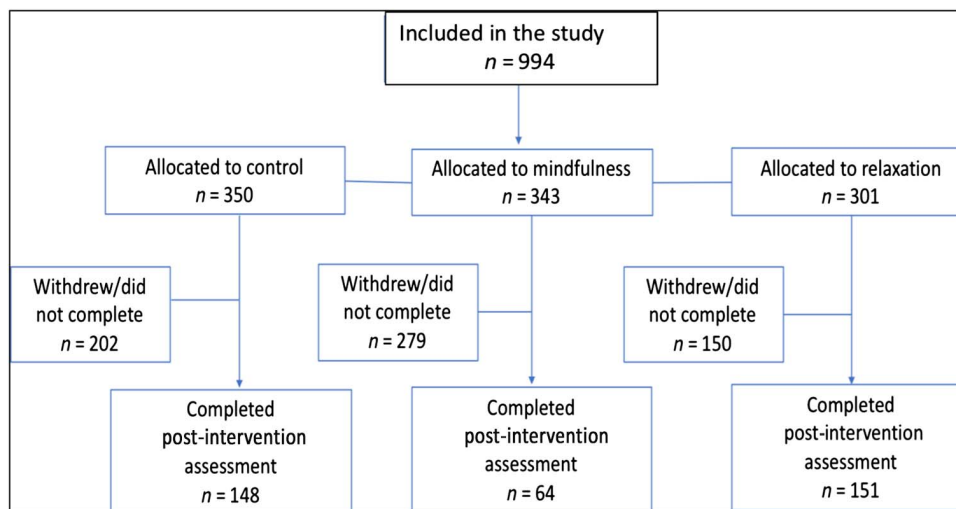 Included in the study
n = 994
Allocated to control
n = 350
Allocated to mindfulness
n = 343
Allocated to relaxation
n = 301
Withdrew/did
not complete
n = 202
Withdrew/did
not complete
n = 279
Withdrew/did
not complete
n = 150
Completed
post-intervention
assessment
n = 148
Completed
post-intervention
assessment
n = 64
Completed
post-intervention
assessment
n = 151